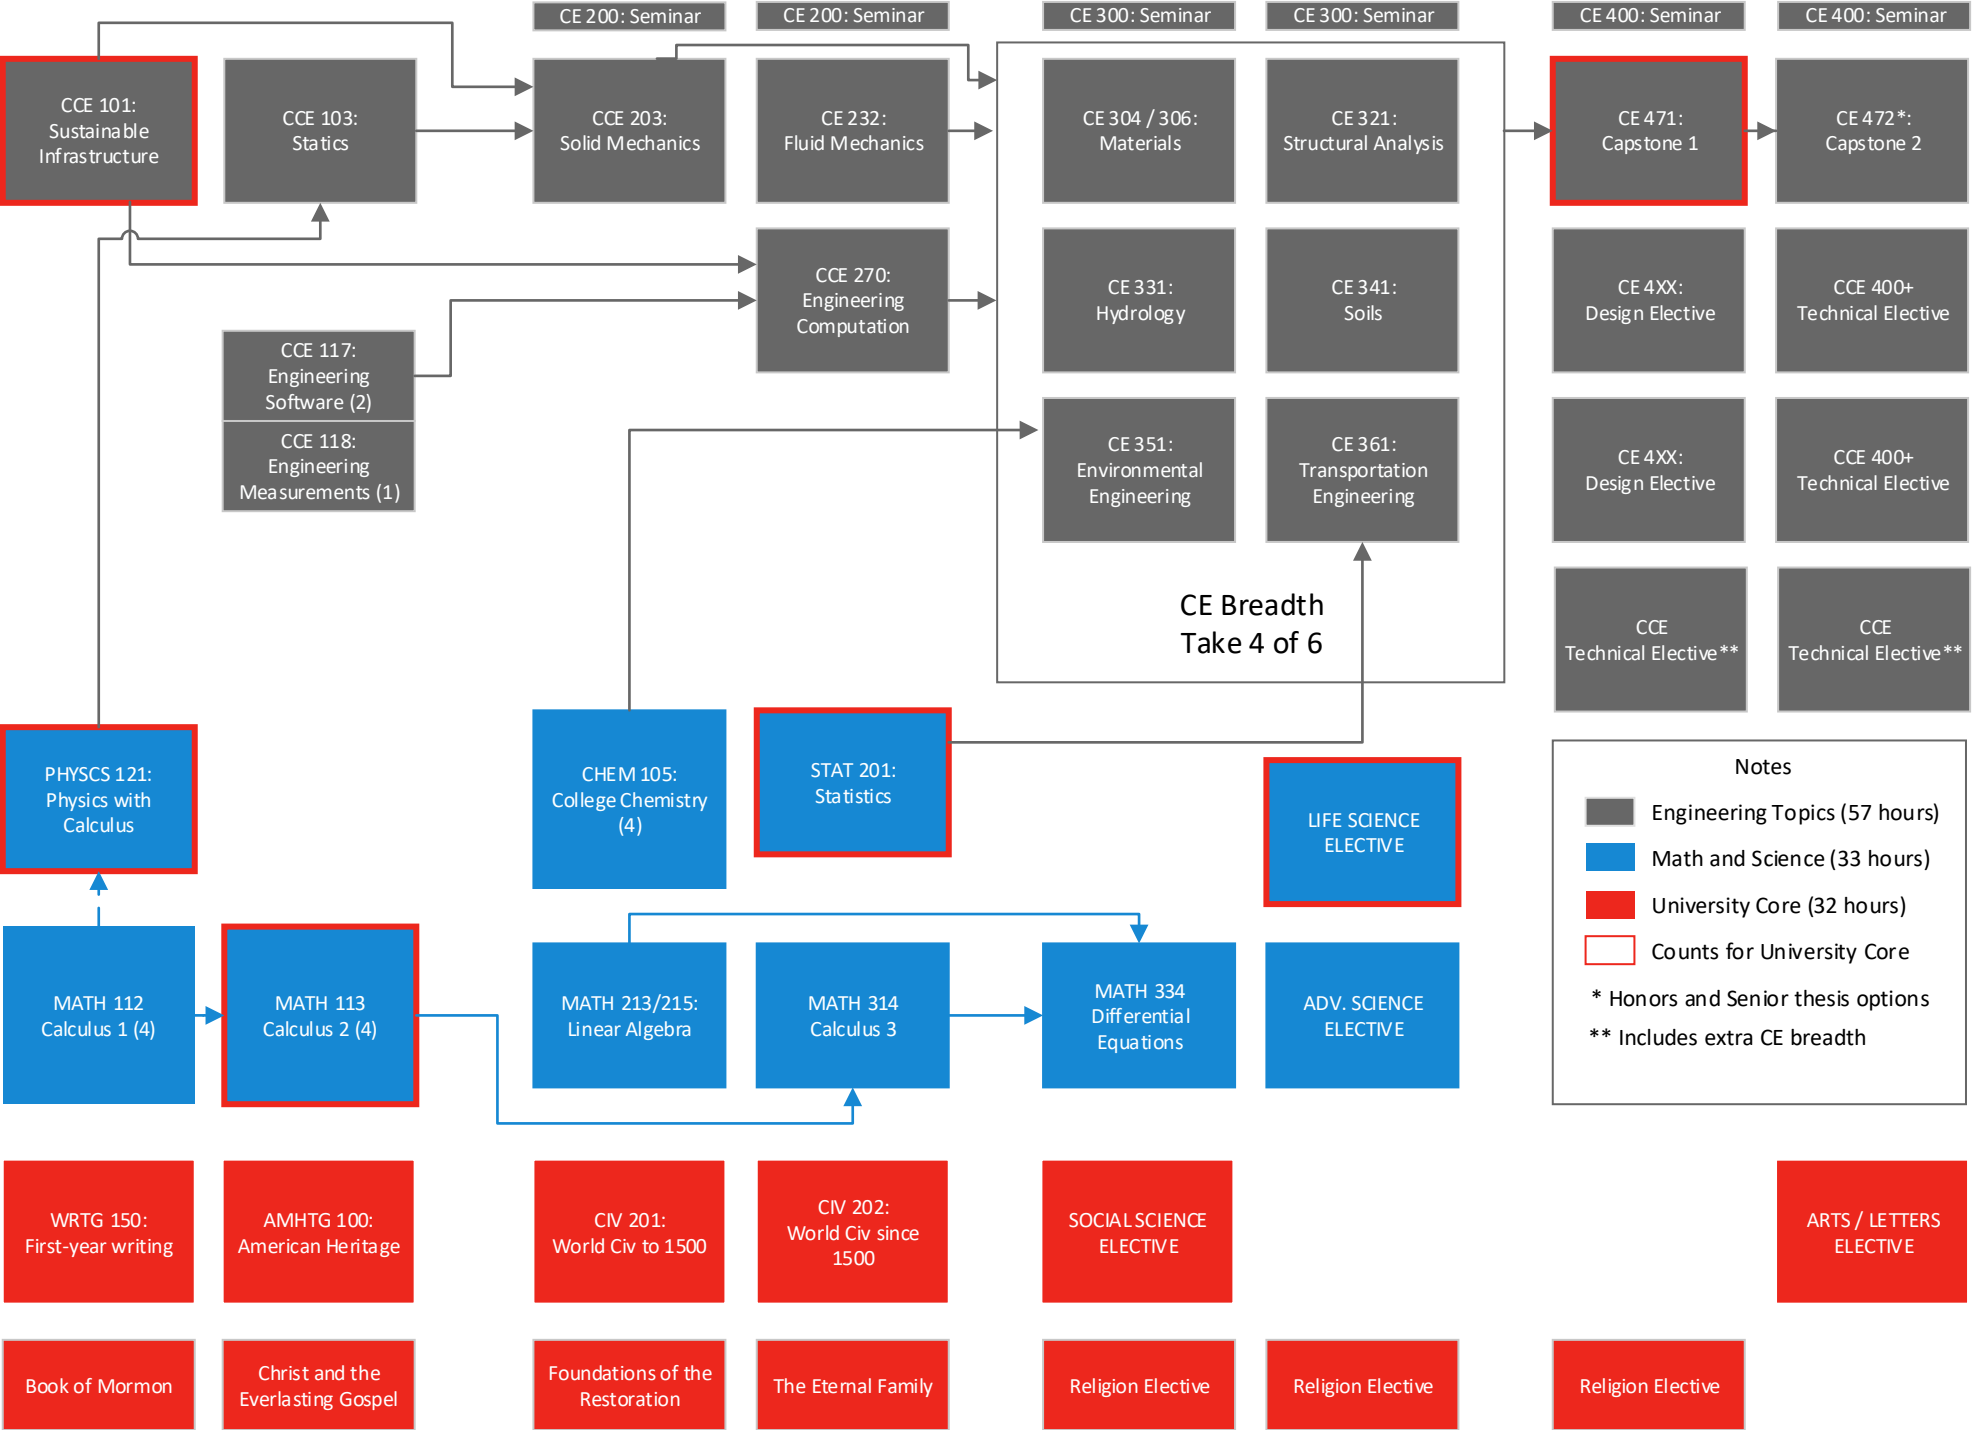 CE 200: Seminar
CE 200: Seminar
CE 300: Seminar
CE 300: Seminar
CE 400: Seminar
CE 400: Seminar
CCE 101:
Sustainable
Infrastructure
CCE 103:
Statics
CCE 203:
Solid Mechanics
CE 232:
Fluid Mechanics
CE 304 / 306:
Materials
CE 321:
Structural Analysis
CE 471:
Capstone 1
CE 472*:
Capstone 2
CCE 270:
Engineering
Computation
CE 331:
Hydrology
CE 341:
Soils
CE 4XX:
Design Elective
CCE 400+
Technical Elective
CCE 117:
Engineering
Software (2)
CCE 118:
Engineering
Measurements (1)
CE 351:
Environmental
Engineering
CE 361:
Transportation
Engineering
CE 4XX:
Design Elective
CCE 400+
Technical Elective
CE Breadth
Take 4 of 6
CCE
Technical Elective**
CCE
Technical Elective**
PHYSCS 121:
Physics with
Calculus
CHEM 105:
College Chemistry
(4)
STAT 201:
Statistics
LIFE SCIENCE
ELECTIVE
Notes
Engineering Topics (57 hours)
Math and Science (33 hours)
University Core (32 hours)
Counts for University Core
* Honors and Senior thesis options
** Includes extra CE breadth
MATH 112
Calculus 1 (4)
MATH 113
Calculus 2 (4)
MATH 213/215:
Linear Algebra
MATH 314
Calculus 3
MATH 334
Differential
Equations
ADV. SCIENCE
ELECTIVE
WRTG 150:
First-year writing
AMHTG 100:
American Heritage
CIV 201:
World Civ to 1500
CIV 202:
World Civ since
1500
SOCIAL SCIENCE
ELECTIVE
ARTS / LETTERS
ELECTIVE
Book of Mormon
Christ and the
Everlasting Gospel
Foundations of the
Restoration
The Eternal Family
Religion Elective
Religion Elective
Religion Elective